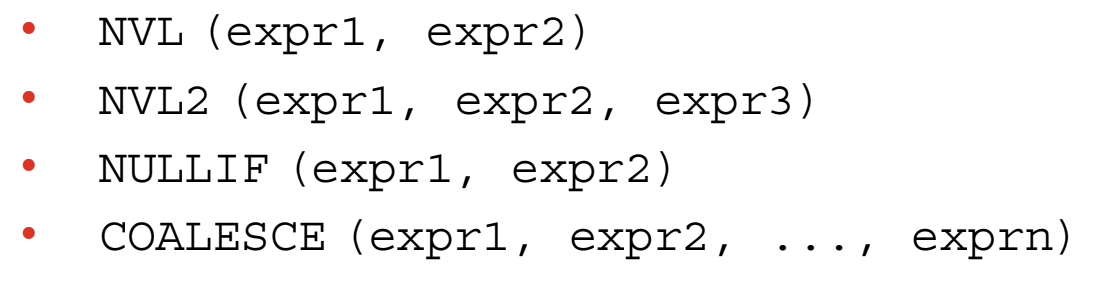 • NVL (expr1, expr2)
• NVL2 (expr1, expr2, expr3)
• NULLIF (expr1, expr2)
• COALESCE (expr1, expr2, ..., exprn)